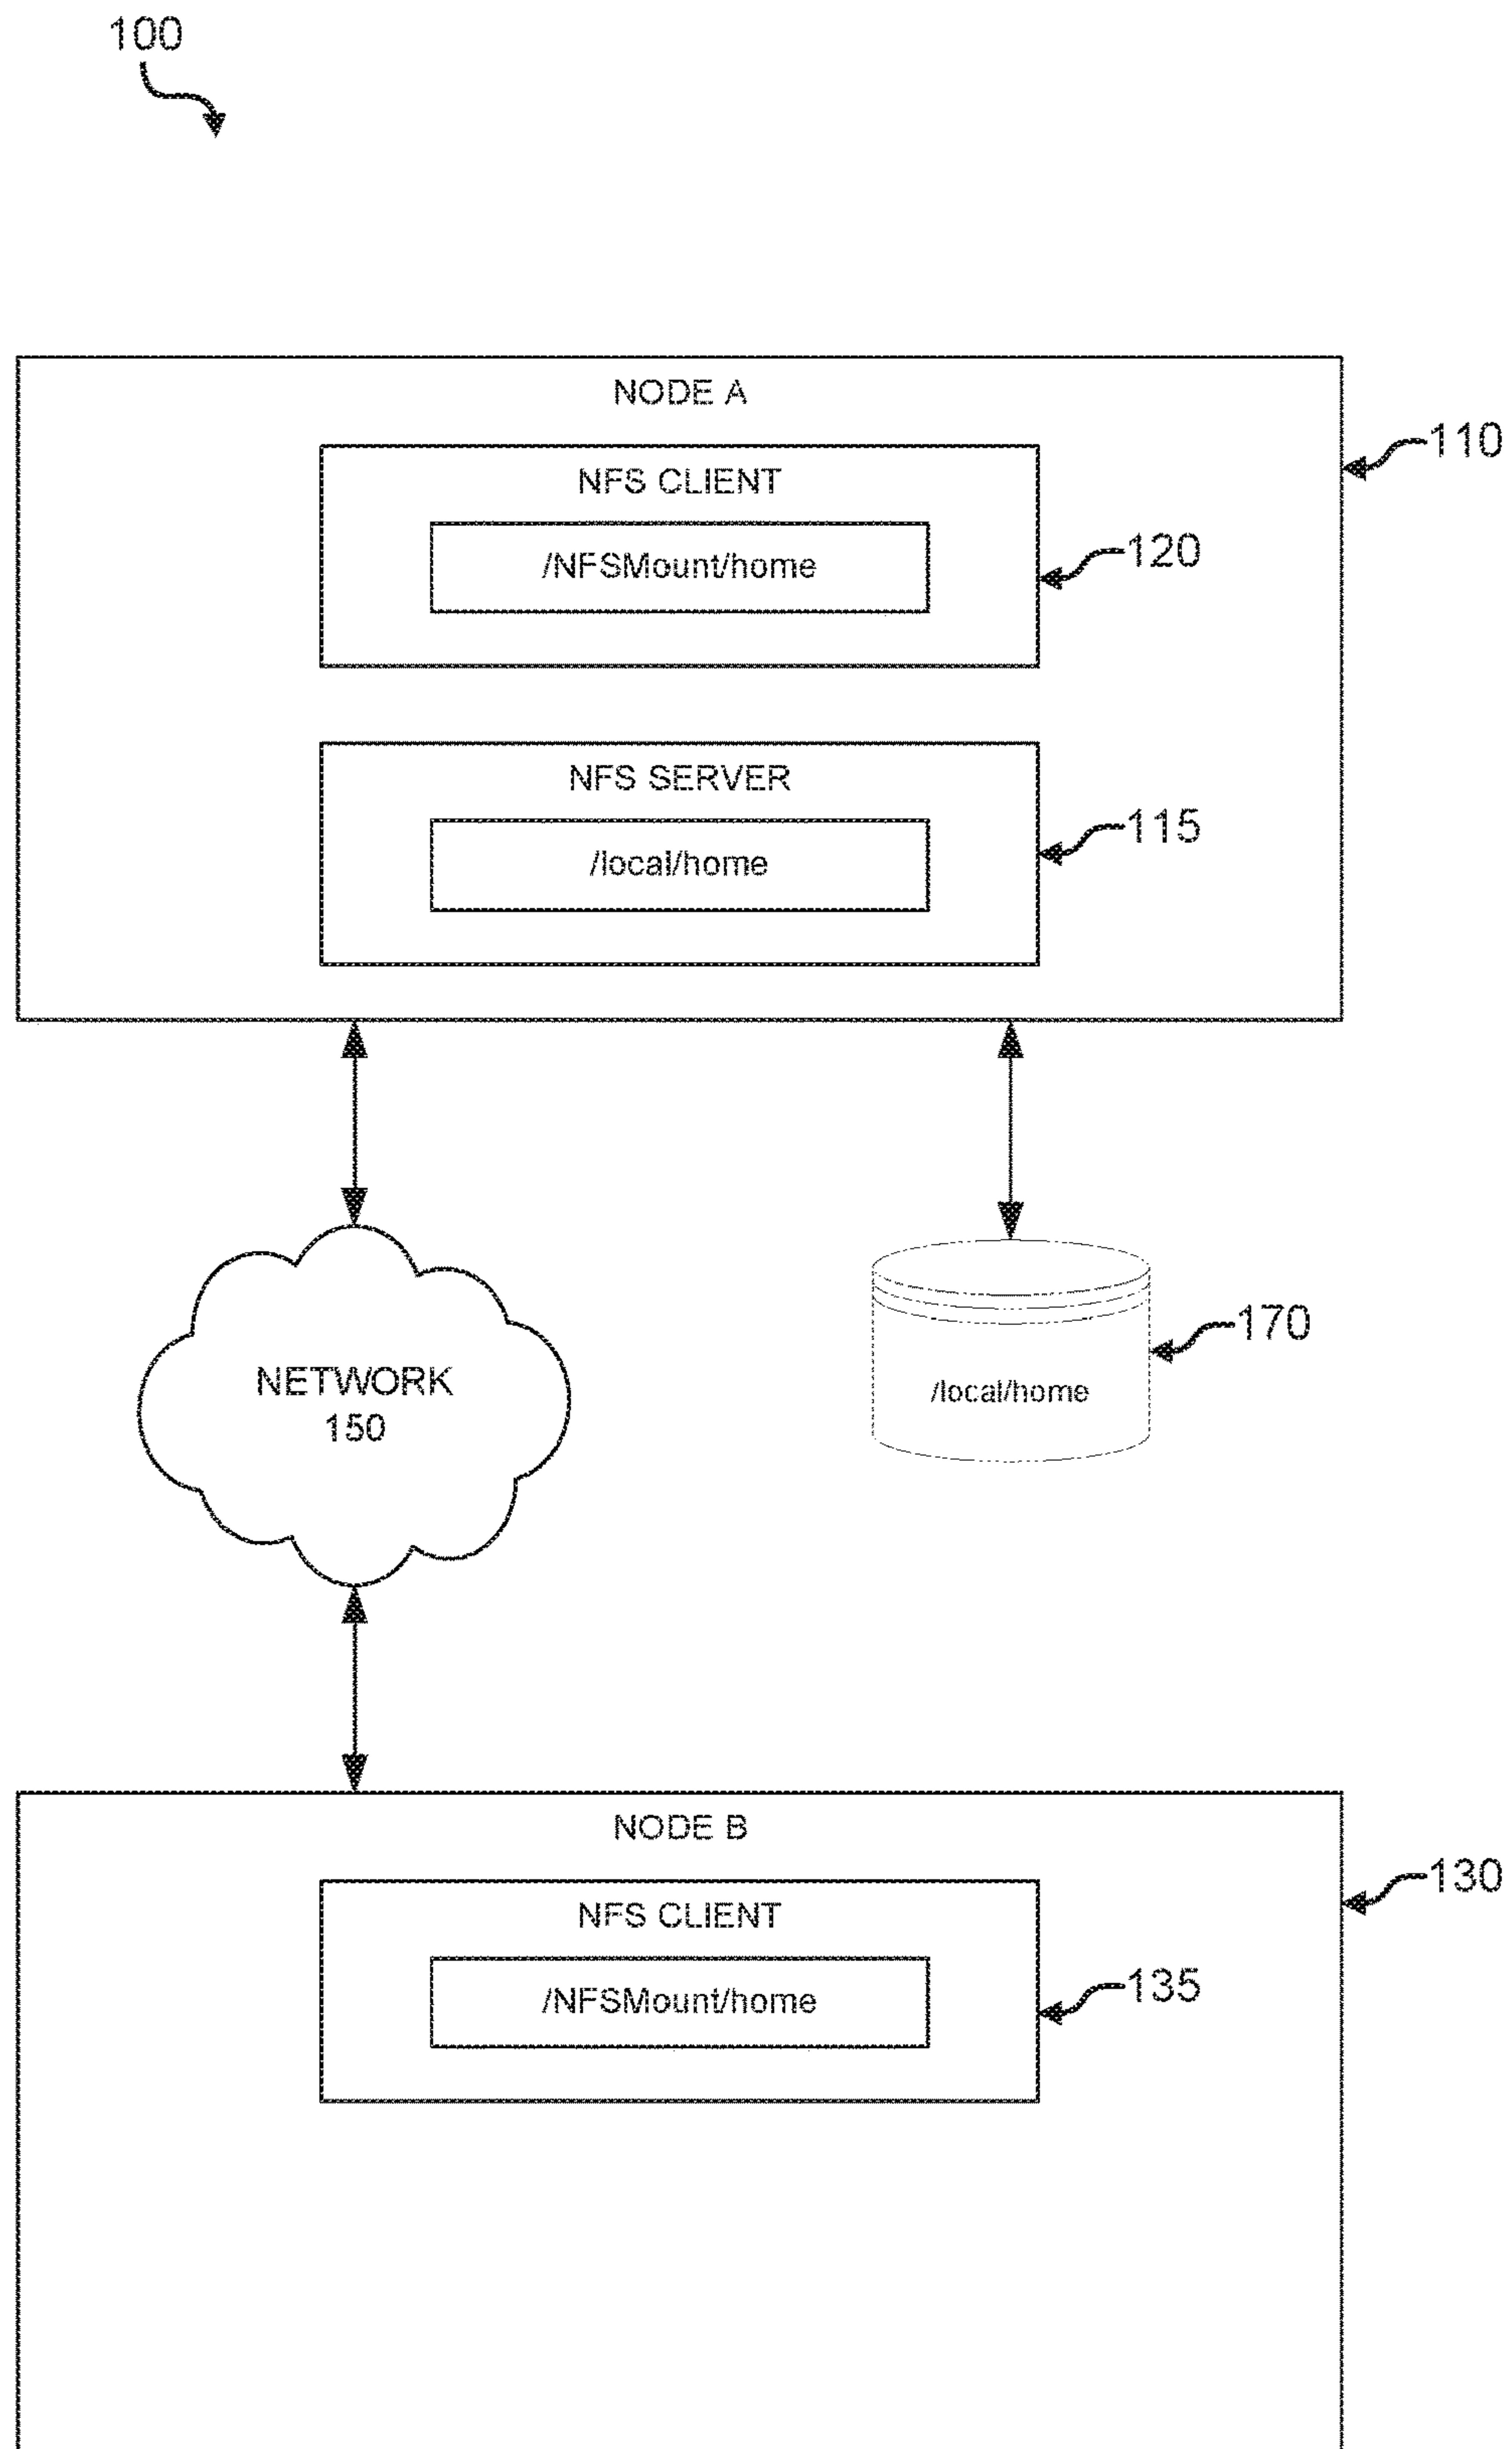 100
NODE A
110
NFS CLIENT
/NFSMount/home
120
NFS SERVER
/local/home
115
NETWORK
150
/local/home
170
NODE B
130
NFS CLIENT
/NFSMount/home
135